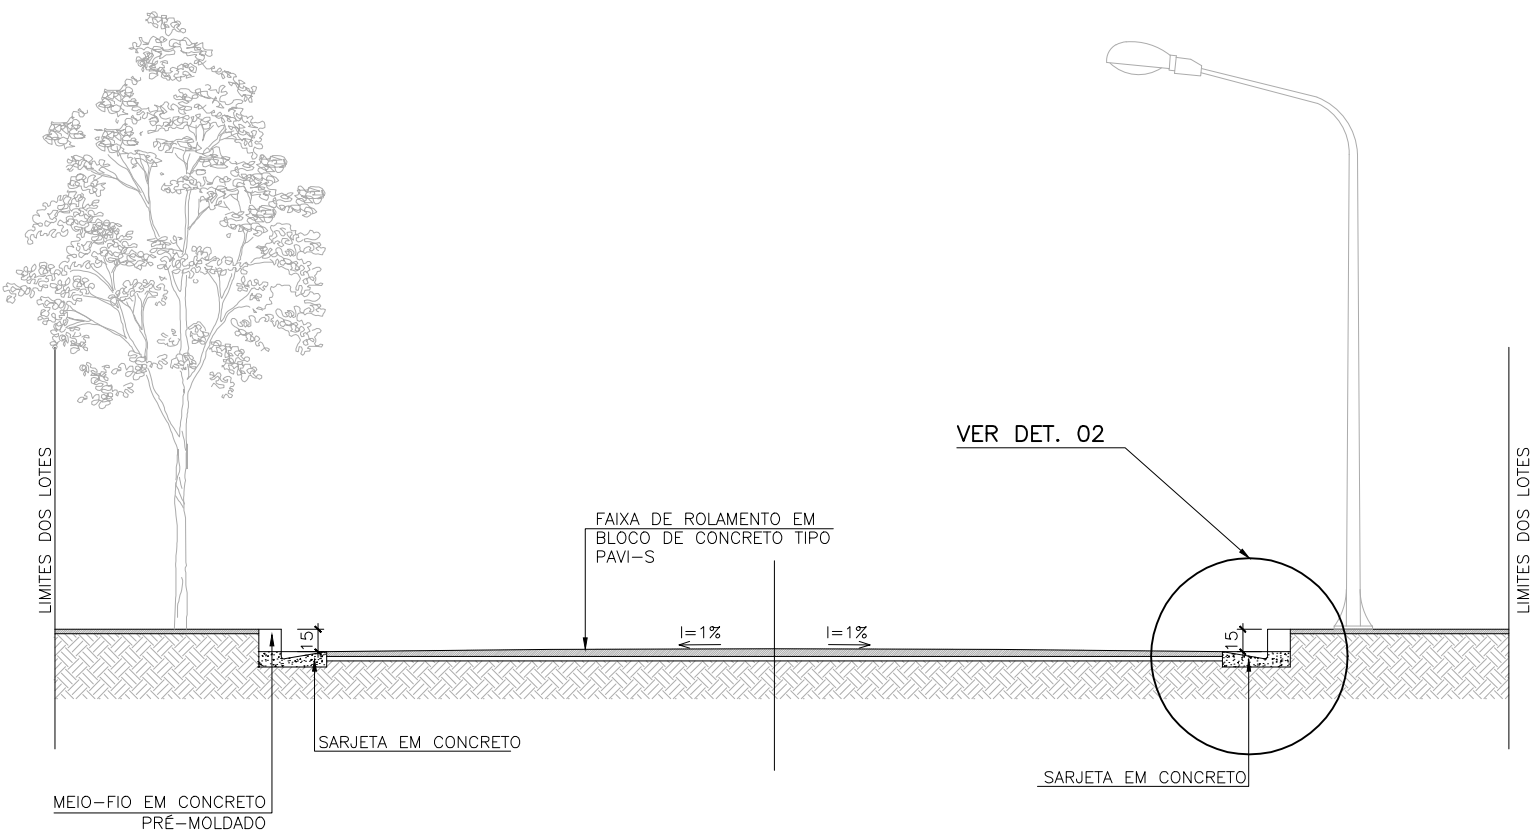 VER DET. 02
LIMITES DOS LOTES
LIMITES DOS LOTES
FAIXA DE ROLAMENTO EM
BLOCO DE CONCRETO TIPO
PAVI-S
15
I=1%
I=1%
15
SARJETA EM CONCRETO
SARJETA EM CONCRETO
MEIO-FIO EM CONCRETO
PRÉ-MOLDADO